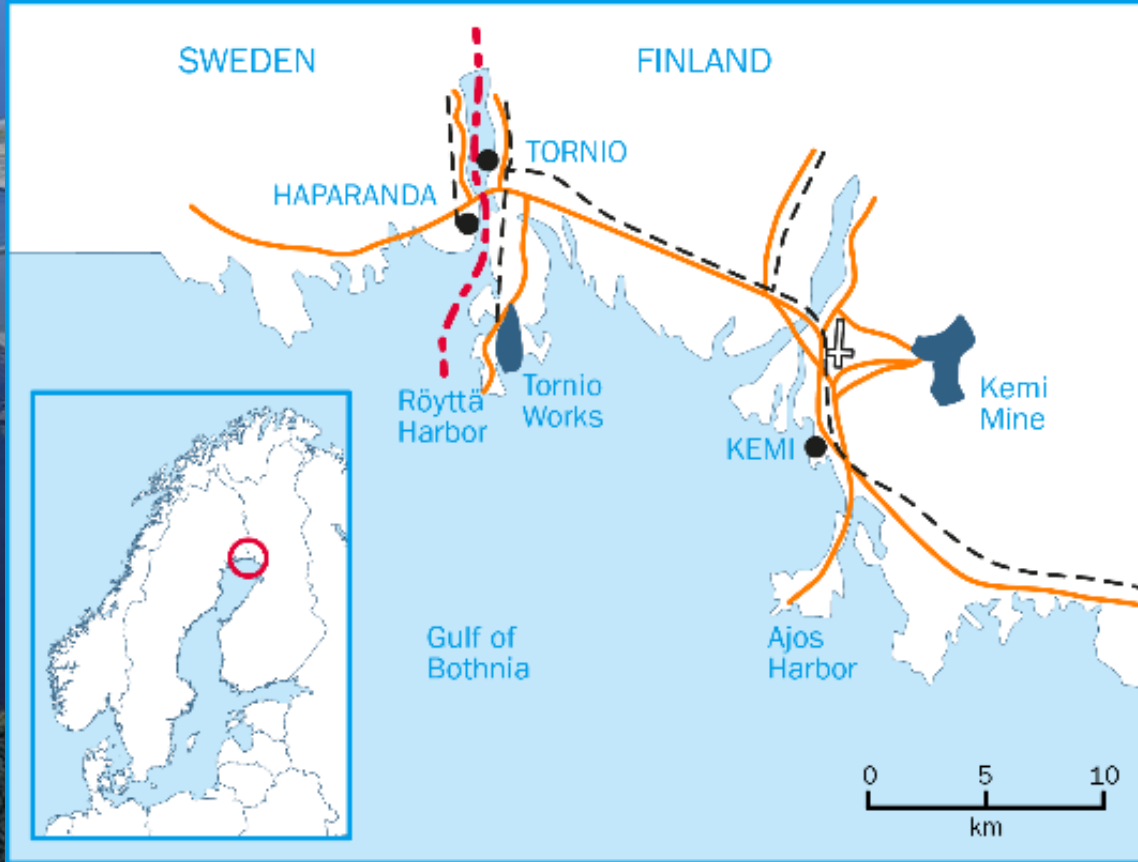 SWEDEN
FINLAND
TORNIO
HAPARANDA
Röyttä
Harbor
Tornio
Works
Kemi
Mine
KEMI
Gulf of
Bothnia
Ajos
Harbor
0 5 10
km